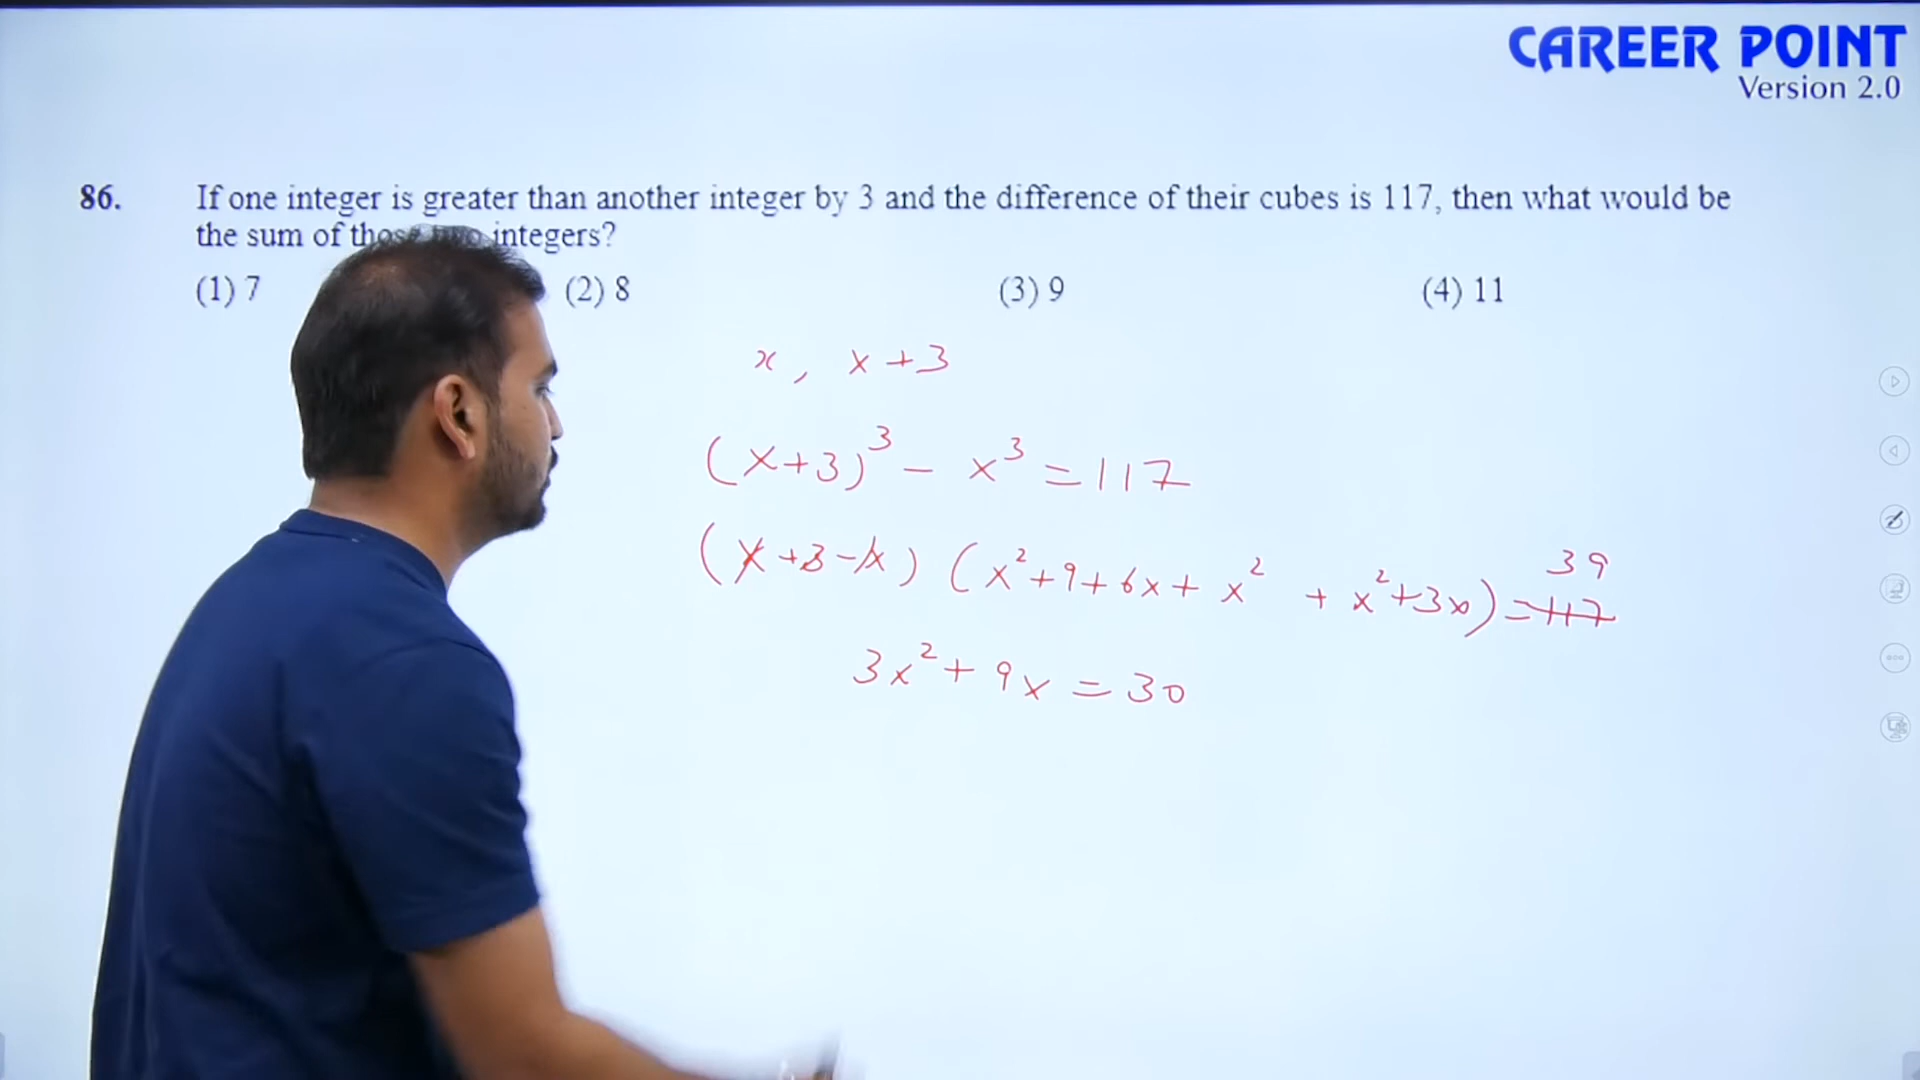 CAREER POINT
Version 2.0
86. If one integer is greater than another integer by 3 and the difference of their cubes is 117, then what would be
the sum of those two integers?
(1) 7 (2) 8 (3) 9 (4) 11
x, x+3
(x+3)³ - x³ = 117
(x+3-x) (x²+9+6x+x² + x²+3x) = 117
39
3x²+9x = 30